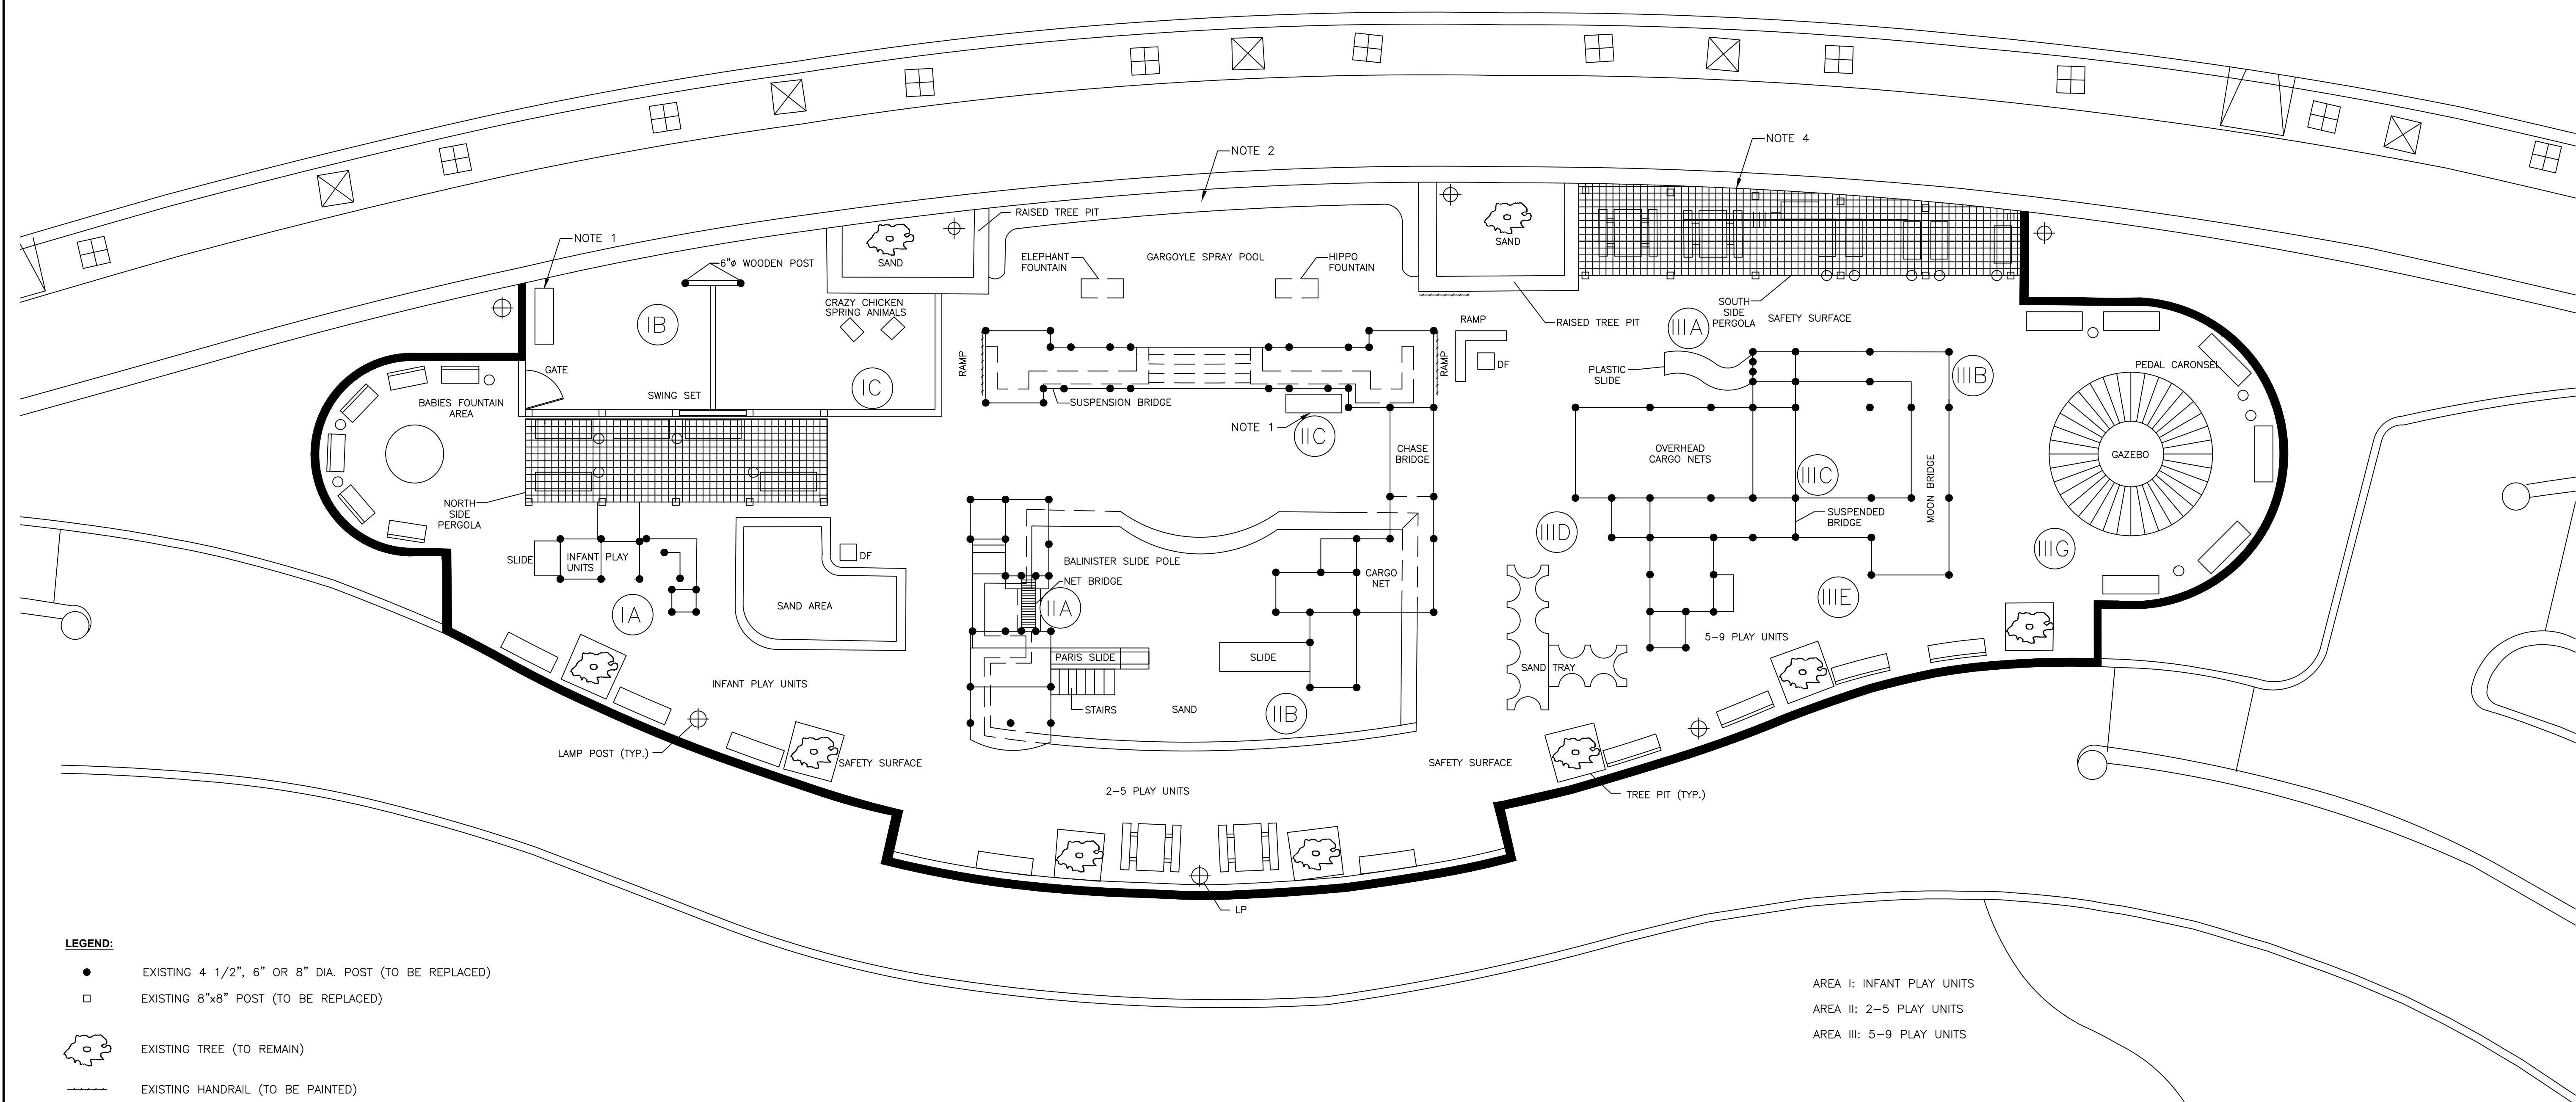 NOTE 4
NOTE 2
RAISED TREE PIT
NOTE 1
SAND
SAND
ELEPHANT
FOUNTAIN
GARGOYLE SPRAY POOL
HIPPO
FOUNTAIN
6"ø WOODEN POST
CRAZY CHICKEN
SPRING ANIMALS
IB
SOUTH
SIDE
PERGOLA
SAFETY SURFACE
RAISED TREE PIT
RAMP
IIIA
RAMP
RAMP
DF
PLASTIC
SLIDE
IIIB
PEDAL CARONSEL
GATE
SWING SET
IC
BABIES FOUNTAIN
AREA
SUSPENSION BRIDGE
NOTE 1
IIC
CHASE
BRIDGE
OVERHEAD
CARGO NETS
IIIC
MOON BRIDGE
GAZEBO
NORTH
SIDE
PERGOLA
SUSPENDED
BRIDGE
IIID
IIIG
SLIDE
INFANT PLAY
UNITS
DF
BALINISTER SLIDE POLE
NET BRIDGE
CARGO
NET
IA
SAND AREA
IIA
IIIE
5-9 PLAY UNITS
PARIS SLIDE
SLIDE
SAND TRAY
INFANT PLAY UNITS
STAIRS
SAND
IIB
LAMP POST (TYP.)
SAFETY SURFACE
SAFETY SURFACE
2-5 PLAY UNITS
TREE PIT (TYP.)
LP
LEGEND:
EXISTING 4 1/2", 6" OR 8" DIA. POST (TO BE REPLACED)
EXISTING 8"x8" POST (TO BE REPLACED)
EXISTING TREE (TO REMAIN)
EXISTING HANDRAIL (TO BE PAINTED)
AREA I: INFANT PLAY UNITS
AREA II: 2-5 PLAY UNITS
AREA III: 5-9 PLAY UNITS